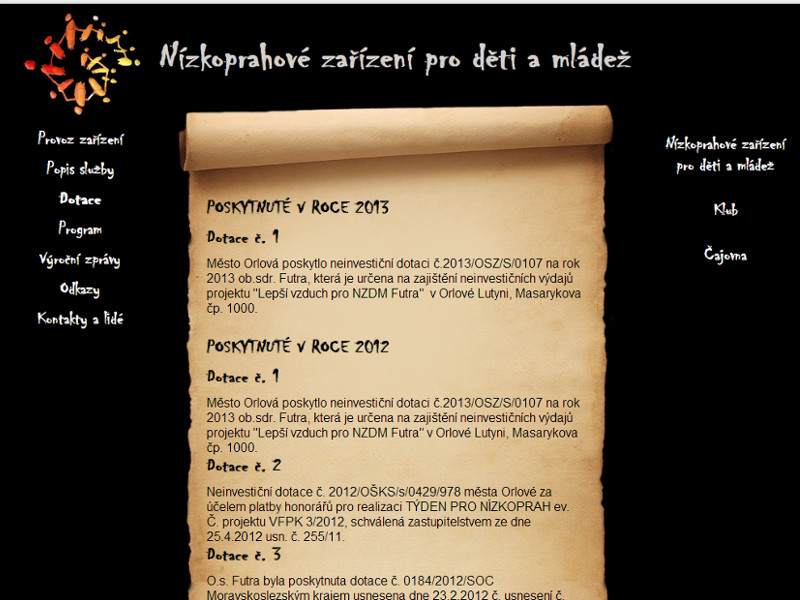 Nízkoprahové zařízení pro děti a mládež
Provoz zařízení
Popis služby
Dotace
Program
Výroční zprávy
Odkazy
Kontakty a lidé
POSKYTNUTÉ V ROCE 2013
Dotace č. 1
Město Orlová poskytlo neinvestiční dotaci č.2013/OSZ/S/0107 na rok
2013 ob.sdr. Futra, která je určena na zajištění neinvestičních výdajů
projektu "Lepší vzduch pro NZDM Futra" v Orlové Lutyni, Masarykova
čp. 1000.
POSKYTNUTÉ V ROCE 2012
Dotace č. 1
Město Orlová poskytlo neinvestiční dotaci č.2013/OSZ/S/0107 na rok
2013 ob.sdr. Futra, která je určena na zajištění neinvestičních výdajů
projektu "Lepší vzduch pro NZDM Futra" v Orlové Lutyni, Masarykova
čp. 1000.
Dotace č. 2
Neinvestiční dotace č. 2012/OŠKS/s/0429/978 města Orlové za
účelem platby honorářů pro realizaci TÝDEN PRO NÍZKOPRAH ev.
Č. projektu VFPK 3/2012, schválená zastupitelstvem ze dne
25.4.2012 usn. č. 255/11.
Dotace č. 3
O.s. Futra byla poskytnuta dotace č. 0184/2012/SOC
Moravskoslezským krajem usnesena dne 23.2.2012 č. usnesení č.
Nízkoprahové zařízení
pro děti a mládež
Klub
Čajovna